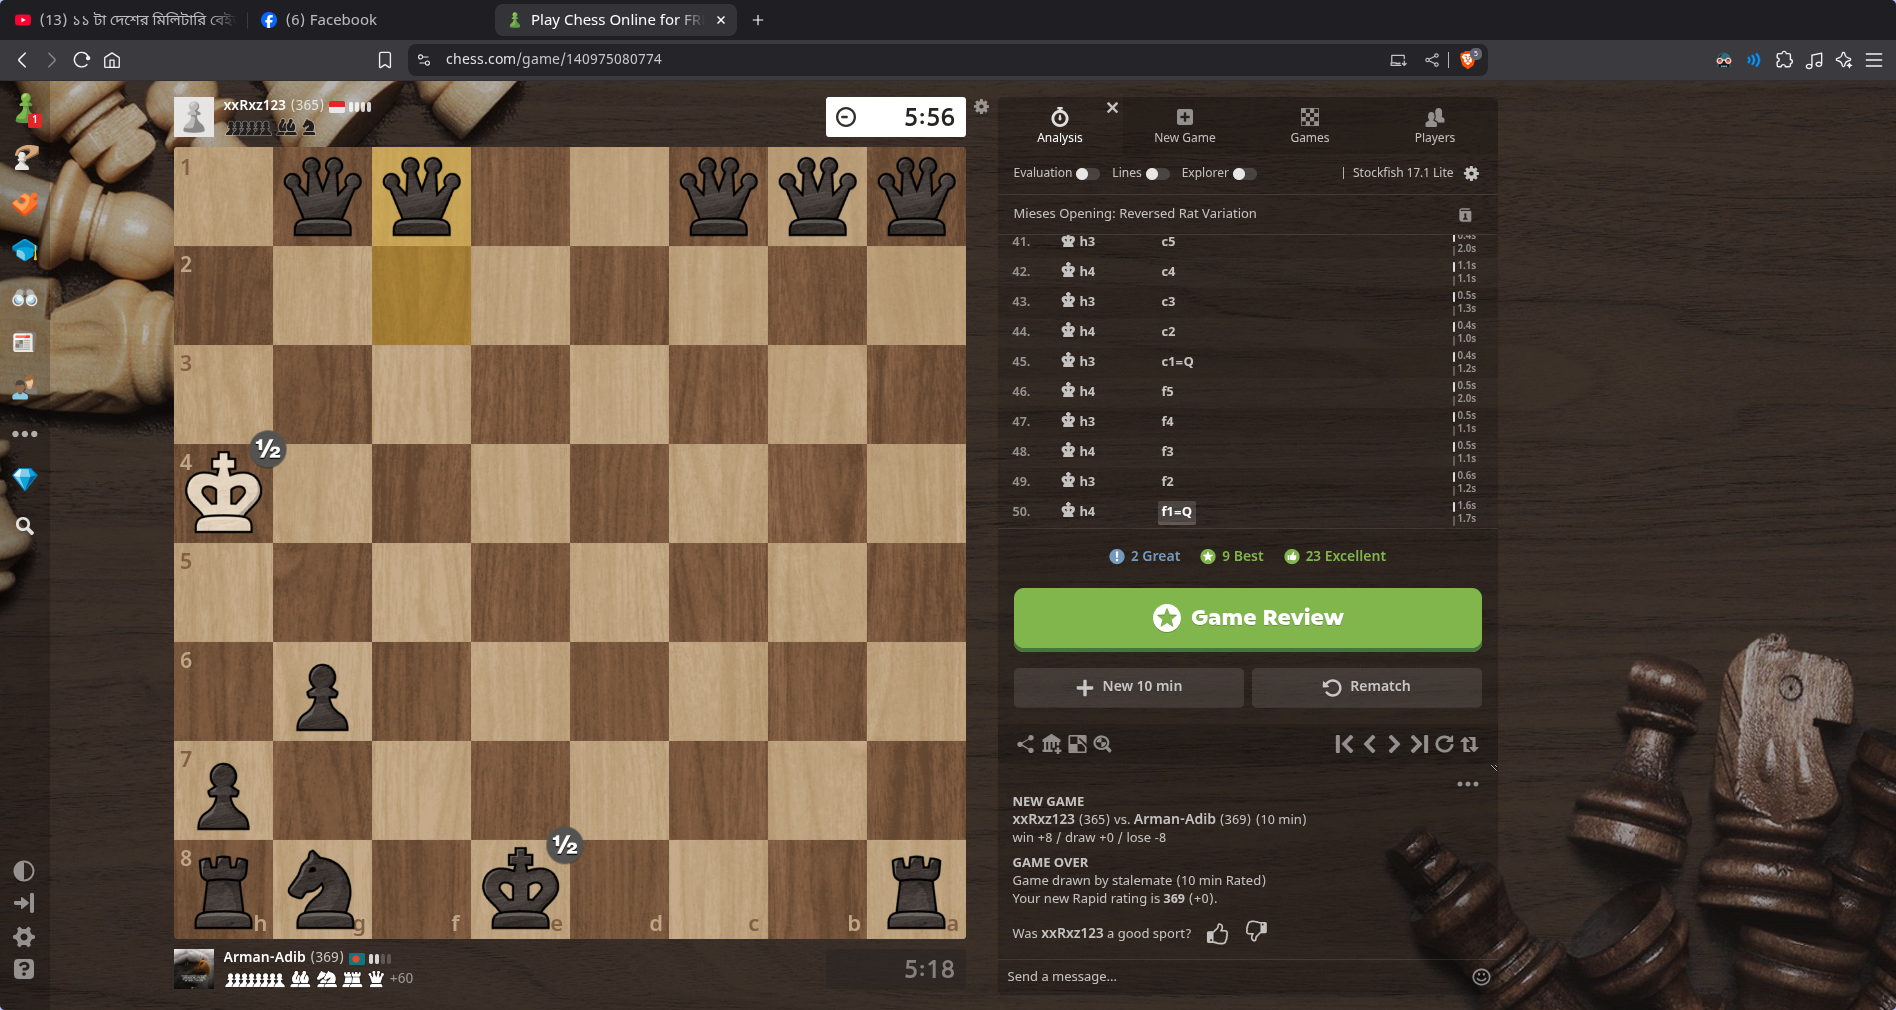 (13) ১১ টা দেশের মিলিটারি
(6) Facebook
Play Chess Online for FR
chess.com/game/140975080774
5
1
xxRxz123 (365)
5:56
1
2
3
4
5
6
7
8
½
½
h g f e d c b a
Arman-Adib (369)
+60
5:18
Analysis
New Game
Games
Players
Evaluation Lines Explorer | Stockfish 17.1 Lite
Mieses Opening: Reversed Rat Variation
41. h3 c5 0.4s
2.0s
42. h4 c4 1.1s
1.1s
43. h3 c3 0.5s
1.3s
44. h4 c2 0.4s
1.0s
45. h3 c1=Q 0.4s
1.2s
46. h4 f5 0.5s
2.0s
47. h3 f4 0.5s
1.1s
48. h4 f3 0.5s
1.1s
49. h3 f2 0.6s
1.2s
50. h4 f1=Q 1.6s
1.7s
2 Great 9 Best 23 Excellent
Game Review
New 10 min
Rematch
NEW GAME
xxRxz123 (365) vs. Arman-Adib (369) (10 min)
win +8 / draw +0 / lose -8
GAME OVER
Game drawn by stalemate (10 min Rated)
Your new Rapid rating is 369 (+0).
Was xxRxz123 a good sport?
Send a message...